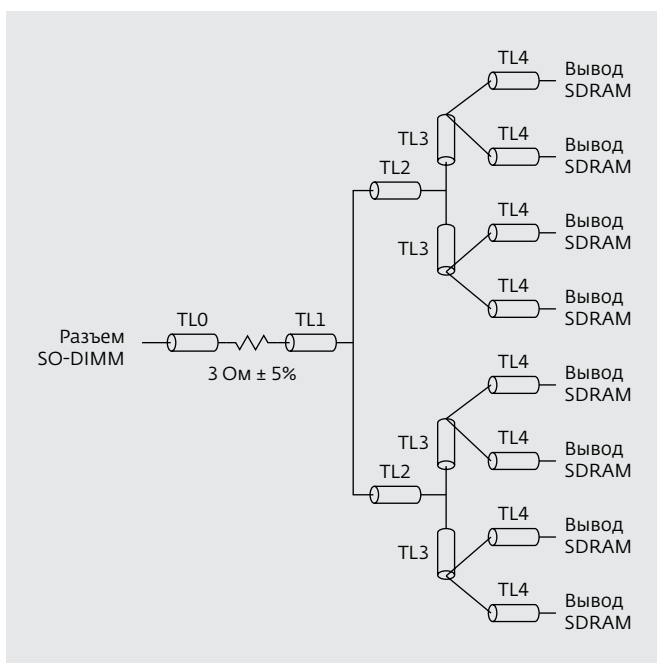 TL4
Вывод
SDRAM
TL3
TL4
Вывод
SDRAM
TL2
TL4
Вывод
SDRAM
TL3
TL4
Вывод
SDRAM
Разъем
SO-DIMM
TL0
TL1
3 Ом ± 5%
TL4
Вывод
SDRAM
TL3
TL4
Вывод
SDRAM
TL2
TL4
Вывод
SDRAM
TL3
TL4
Вывод
SDRAM